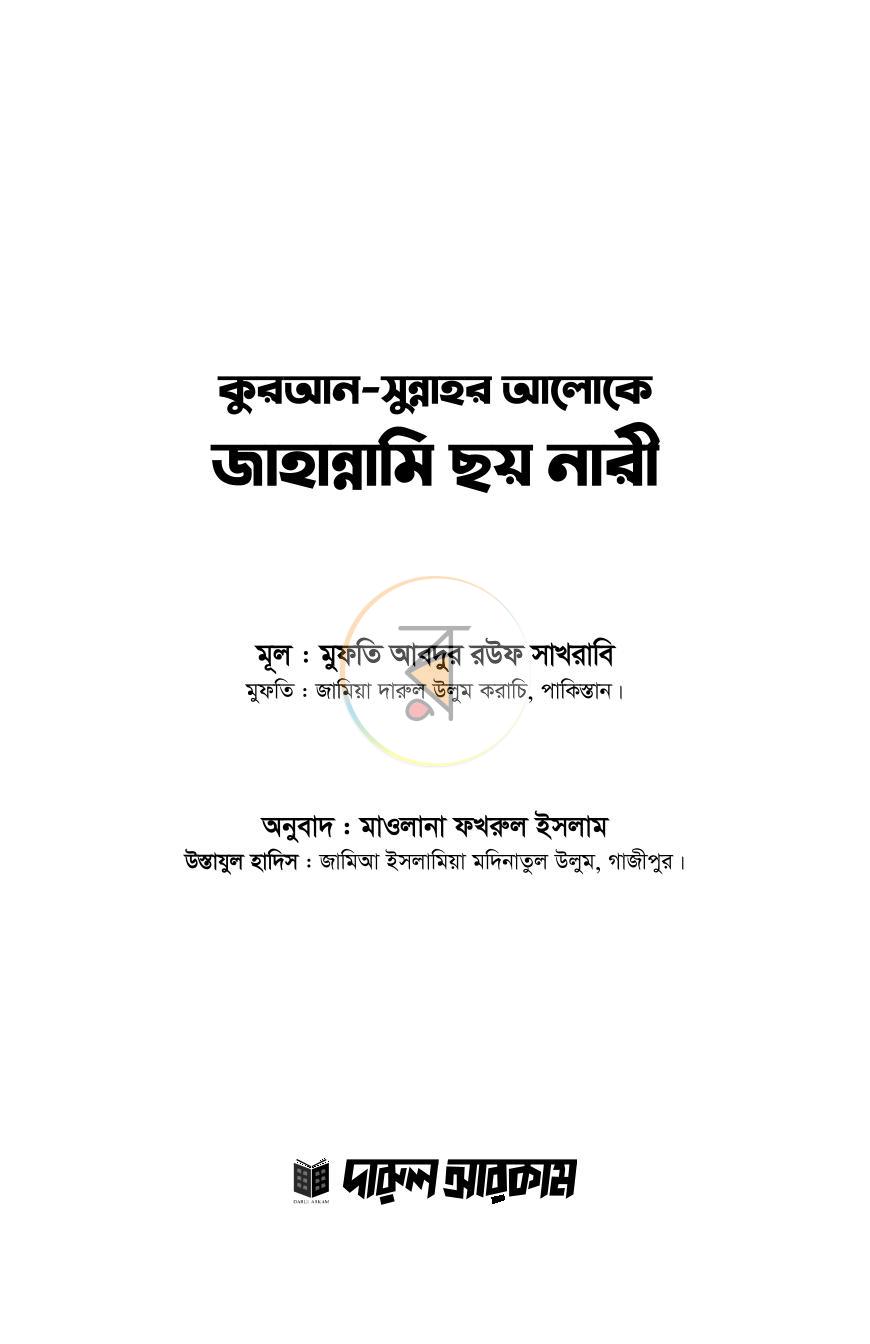 কুরআন-সুন্নাহর আলোকে
জাহান্নামি ছয় নারী
মূল : মুফতি আবদুর রউফ সাখরাবি
মুফতি : জামিয়া দারুল উলুম করাচি, পাকিস্তান।
অনুবাদ : মাওলানা ফখরুল ইসলাম
উস্তাযুল হাদিস : জামিআ ইসলামিয়া মদিনাতুল উলুম, গাজীপুর।
দারুল আরকাম
DARUL ARKAM